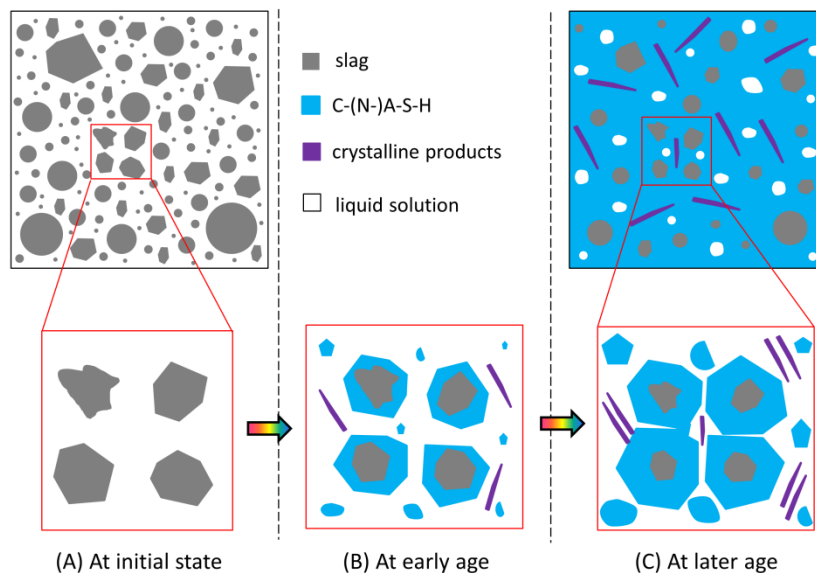 slag
C-(N-)A-S-H
crystalline products
liquid solution
(A) At initial state
(B) At early age
(C) At later age